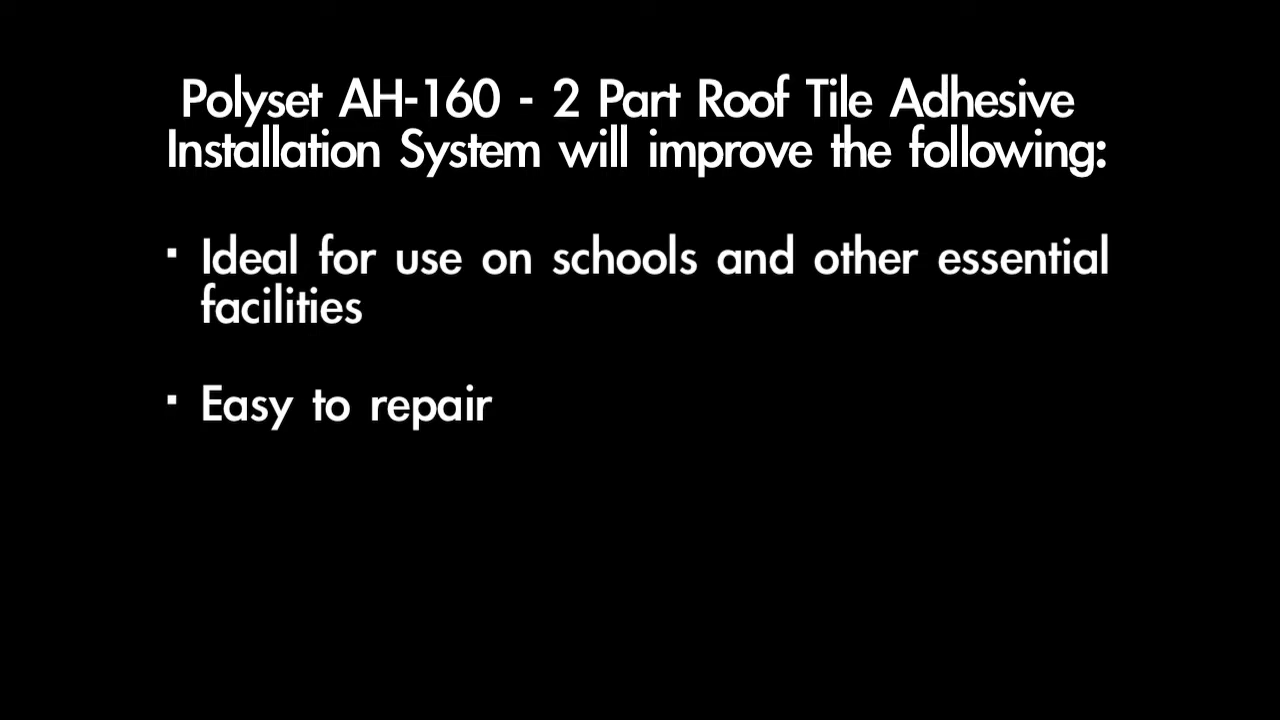 Polyset AH-160 - 2 Part Roof Tile Adhesive
Installation System will improve the following:
▪ Ideal for use on schools and other essential
facilities
▪ Easy to repair